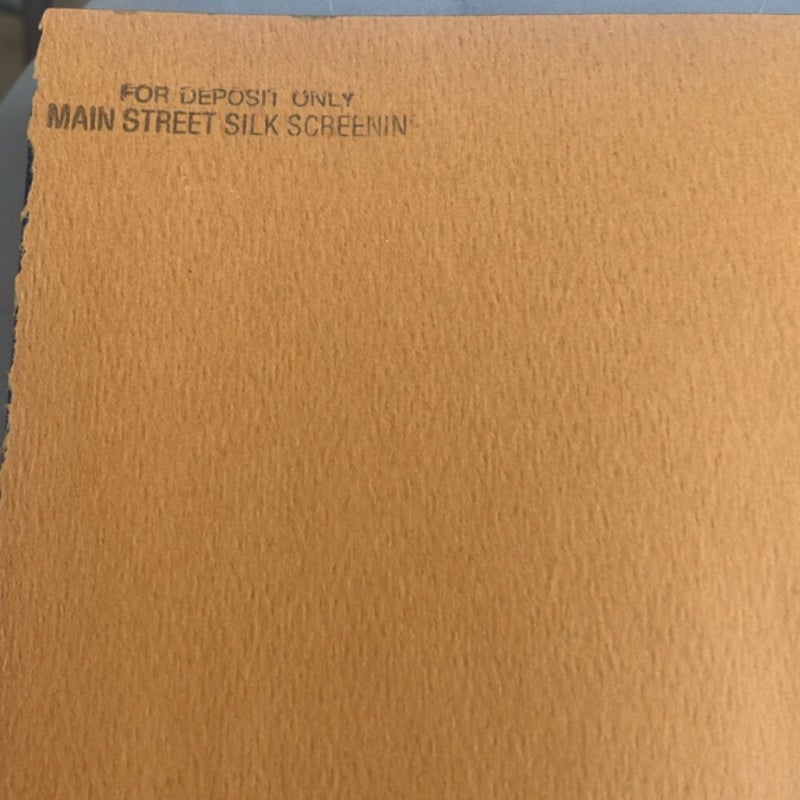 FOR DEPOSIT ONLY
MAIN STREET SILK SCREENIN